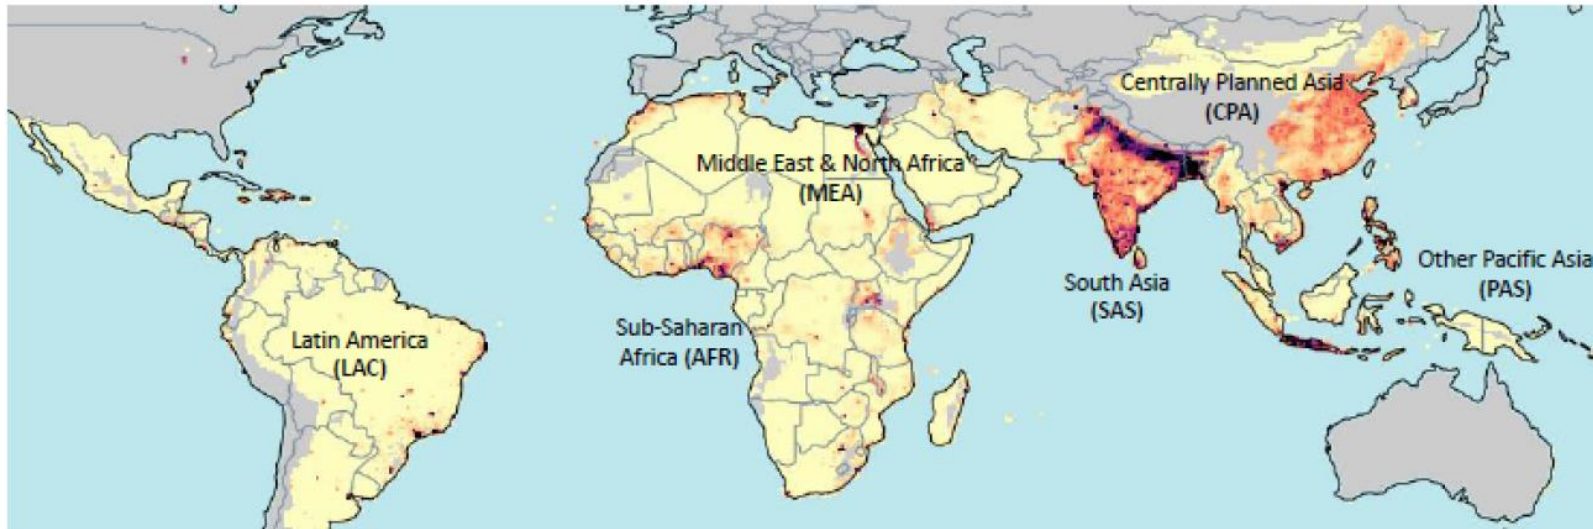 Centrally Planned Asia
(CPA)
Middle East & North Africa
(MEA)
South Asia
(SAS)
Other Pacific Asia
(PAS)
Sub-Saharan
Africa (AFR)
Latin America
(LAC)